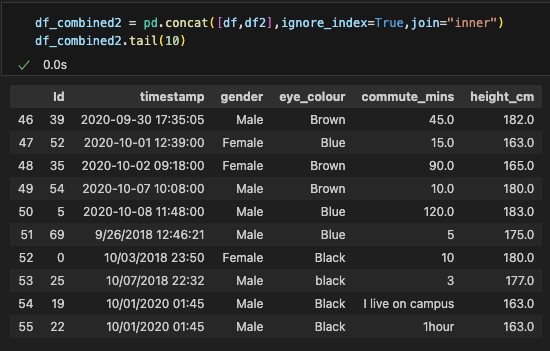 df_combined2 = pd.concat([df,df2],ignore_index=True,join="inner")
df_combined2.tail(10)
✓ 0.0s
Id timestamp gender eye_colour commute_mins height_cm
46 39 2020-09-30 17:35:05 Male Brown 45.0 182.0
47 52 2020-10-01 12:39:00 Female Blue 15.0 163.0
48 35 2020-10-02 09:18:00 Female Brown 90.0 165.0
49 54 2020-10-07 10:08:00 Male Brown 10.0 180.0
50 5 2020-10-08 11:48:00 Male Blue 120.0 183.0
51 69 9/26/2018 12:46:21 Male Blue 5 175.0
52 0 10/03/2018 23:50 Female Black 10 180.0
53 25 10/07/2018 22:32 Male black 3 177.0
54 19 10/01/2020 01:45 Male Black I live on campus 163.0
55 22 10/01/2020 01:45 Male Black 1hour 163.0